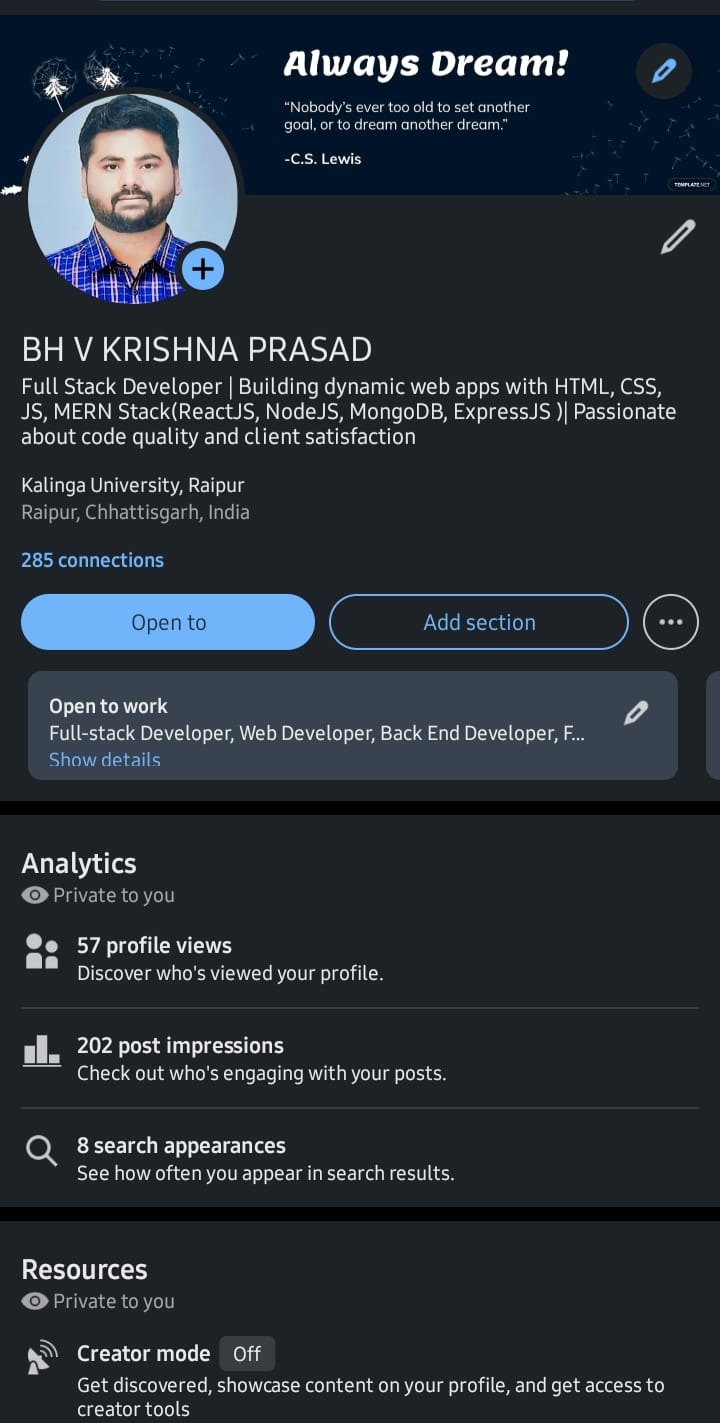 Always Dream!
“Nobody’s ever too old to set another
goal, or to dream another dream.”
-C.S. Lewis
TEMPLATE.NET
BH V KRISHNA PRASAD
Full Stack Developer | Building dynamic web apps with HTML, CSS,
JS, MERN Stack(ReactJS, NodeJS, MongoDB, ExpressJS )| Passionate
about code quality and client satisfaction
Kalinga University, Raipur
Raipur, Chhattisgarh, India
285 connections
Open to
Add section
Open to work
Full-stack Developer, Web Developer, Back End Developer, F...
Show details
Analytics
Private to you
57 profile views
Discover who's viewed your profile.
202 post impressions
Check out who's engaging with your posts.
8 search appearances
See how often you appear in search results.
Resources
Private to you
Creator mode Off
Get discovered, showcase content on your profile, and get access to
creator tools